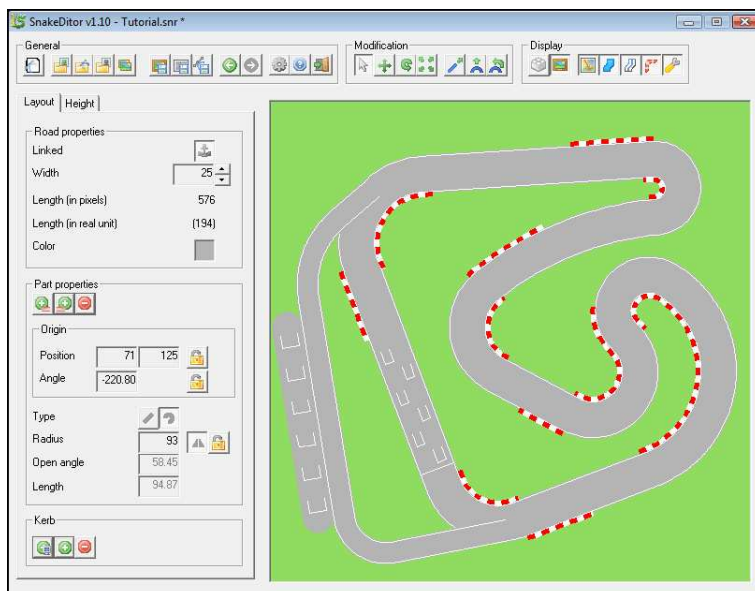 SnakeDitor v1.10 - Tutorial.snr *
General
Modification
Display
Layout
Height
Road properties
Linked
Width 25
Length (in pixels) 576
Length (in real unit) (194)
Color
Part properties
Origin
Position 71 125
Angle -220.80
Type
Radius 93
Open angle 58.45
Length 94.87
Kerb